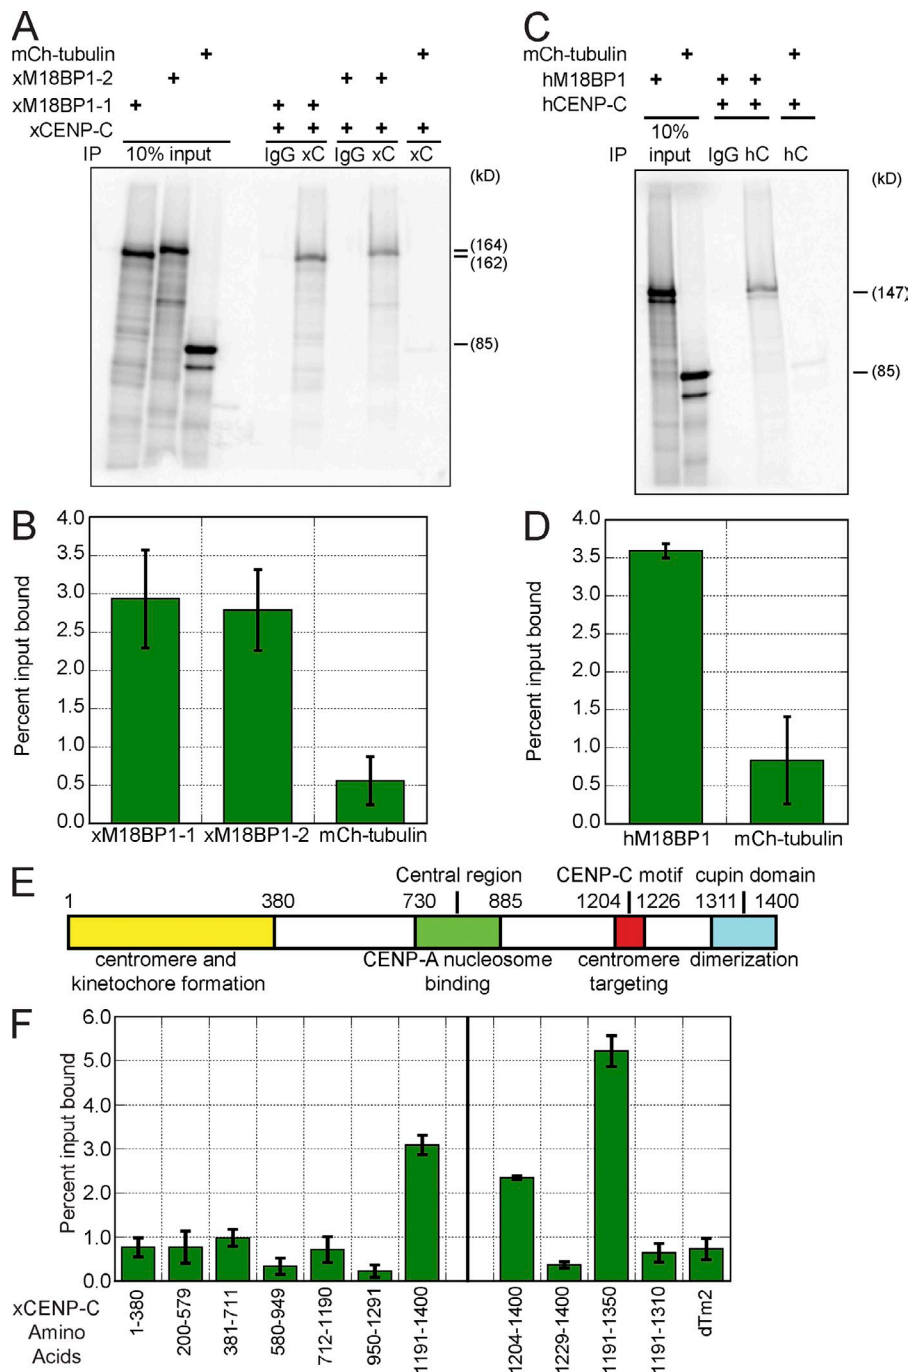 A
mCh-tubulin +
xM18BP1-2 + + +
xM18BP1-1 + + +
xCENP-C + + + + +
IP 10% input IgG xC IgG xC xC
(kD)
(164)
(162)
(85)
C
mCh-tubulin + +
hM18BP1 + + +
hCENP-C + + +
10%
IP input IgG hC hC
(kD)
(147)
(85)
B
Percent input bound
4.0
3.5
3.0
2.5
2.0
1.5
1.0
0.5
0.0
xM18BP1-1 xM18BP1-2 mCh-tubulin
D
Percent input bound
4.0
3.5
3.0
2.5
2.0
1.5
1.0
0.5
0.0
hM18BP1 mCh-tubulin
E
Central region CENP-C motif cupin domain
1 380 730 885 1204 1226 1311 1400
centromere and CENP-A nucleosome centromere dimerization
kinetochore formation binding targeting
F
Percent input bound
6.0
5.0
4.0
3.0
2.0
1.0
0.0
xCENP-C
Amino
Acids
1-380
200-579
381-711
580-949
712-1190
950-1291
1191-1400
1204-1400
1229-1400
1191-1350
1191-1310
dTm2